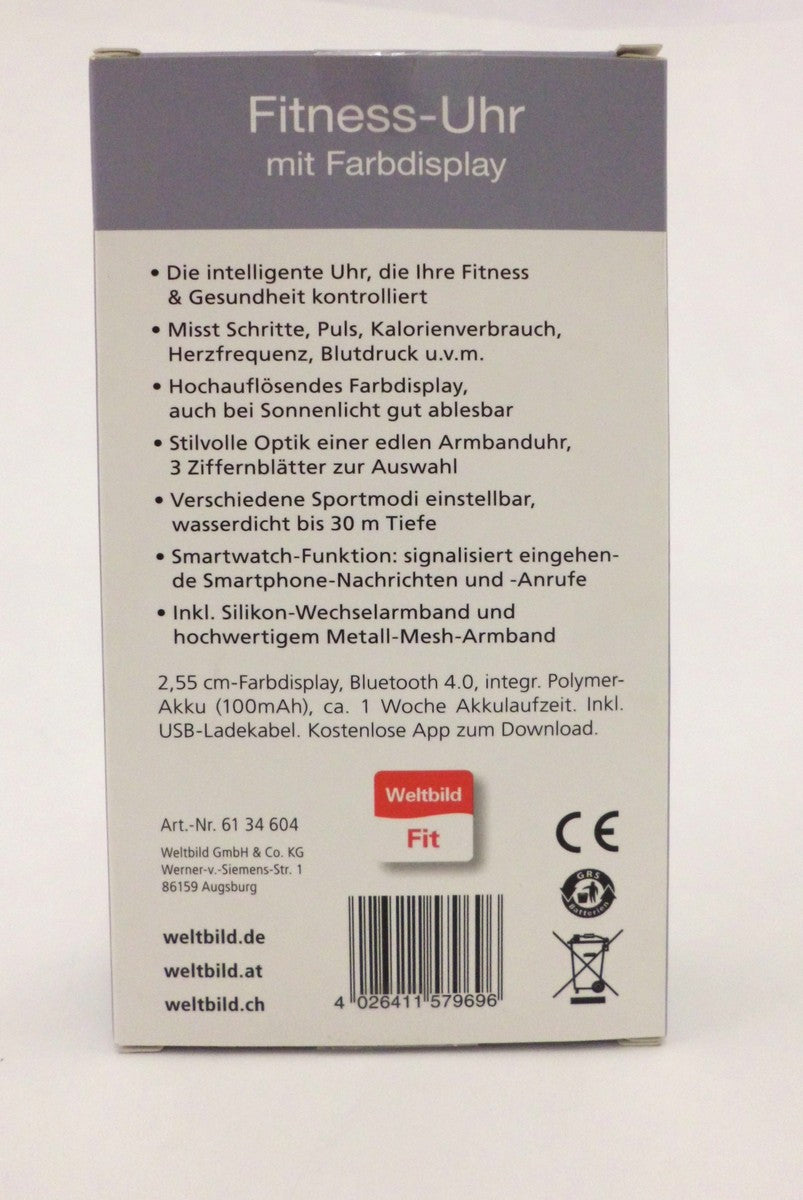 Fitness-Uhr
mit Farbdisplay
• Die intelligente Uhr, die Ihre Fitness
& Gesundheit kontrolliert
• Misst Schritte, Puls, Kalorienverbrauch,
Herzfrequenz, Blutdruck u.v.m.
• Hochauflösendes Farbdisplay,
auch bei Sonnenlicht gut ablesbar
• Stilvolle Optik einer edlen Armbanduhr,
3 Ziffernblätter zur Auswahl
• Verschiedene Sportmodi einstellbar,
wasserdicht bis 30 m Tiefe
• Smartwatch-Funktion: signalisiert eingehen-
de Smartphone-Nachrichten und -Anrufe
• Inkl. Silikon-Wechselarmband und
hochwertigem Metall-Mesh-Armband
2,55 cm-Farbdisplay, Bluetooth 4.0, integr. Polymer-
Akku (100mAh), ca. 1 Woche Akkulaufzeit. Inkl.
USB-Ladekabel. Kostenlose App zum Download.
Weltbild
Fit
Art.-Nr. 61 34 604
Weltbild GmbH & Co. KG
Werner-v.-Siemens-Str. 1
86159 Augsburg
weltbild.de
weltbild.at
weltbild.ch
4 026411 579696
CE
GRS
Batterien